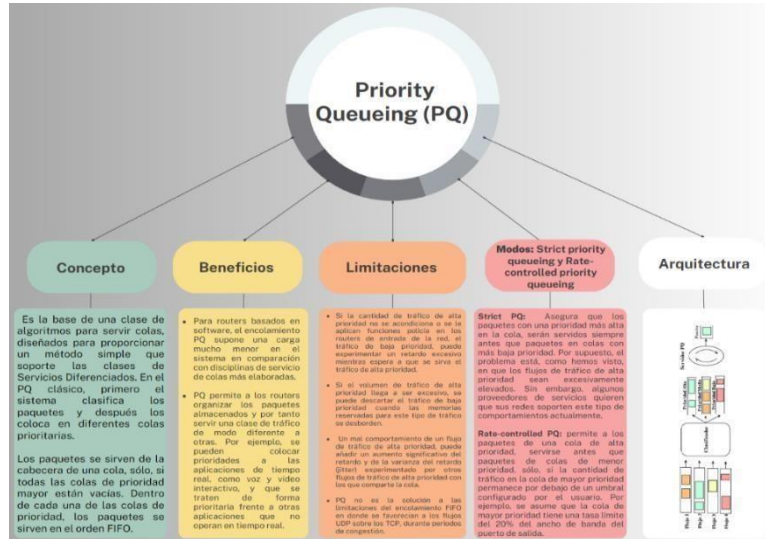 Priority
Queueing (PQ)
Concepto
Es la base de una clase de
algoritmos para servir colas,
diseñados para proporcionar
un método simple que
soporte las clases de
Servicios Diferenciados. En el
PQ clásico, primero el
sistema clasifica los
paquetes y después los
coloca en diferentes colas
prioritarias.
Los paquetes se sirven de la
cabecera de una cola, sólo, si
todas las colas de prioridad
mayor están vacías. Dentro
de cada una de las colas de
prioridad, los paquetes se
sirven en el orden FIFO.
Beneficios
• Para routers basados en
software, el encolamiento PQ
supone una carga
mucho menor en el
sistema en comparación
con disciplinas de servicio
de colas más elaboradas.
• PQ permite a los routers
organizar los paquetes
almacenados y por tanto
servir una clase de tráfico
de modo diferente a
otras. Por ejemplo, se
pueden colocar
prioridades a las
aplicaciones de tiempo
real, como voz y video
interactivo, y que se
traten de forma
prioritaria frente a otras
aplicaciones que no
operan en tiempo real.
Limitaciones
• Si la cantidad de tráfico de alta
prioridad no se acondiciona o se le
aplican funciones policía en los
routers de entrada de la red, el
tráfico de baja prioridad, puede
experimentar un retardo excesivo
mientras espera a que se sirva el
tráfico de alta prioridad.
• Si el volumen de tráfico de alta
prioridad llega a ser excesivo, se
puede descartar el tráfico de baja
prioridad cuando las memorias
reservadas para este tipo de tráfico
se desborden.
• Un mal comportamiento de un flujo
de tráfico de alta prioridad, puede
añadir un aumento significativo del
retardo y de la varianza del retardo
(jitter) experimentado por otros
flujos de tráfico de alta prioridad con
los que comparte la cola.
• PQ no es la solución a las
limitaciones del encolamiento FIFO
en donde se favorecían a los flujos
UDP sobre los TCP, durante periodos
de congestión.
Modos: Strict priority
queueing y Rate-
controlled priority
queueing
Strict PQ: Asegura que los
paquetes con una prioridad más alta
en la cola, serán servidos siempre
antes que paquetes en colas con
más baja prioridad. Por supuesto, el
problema está, como hemos visto,
en que los flujos de tráfico de alta
prioridad sean excesivamente
elevados. Sin embargo, algunos
proveedores de servicios quieren
que sus redes soporten este tipo de
comportamientos actualmente.
Rate-controlled PQ: permite a los
paquetes de una cola de alta
prioridad, servirse antes que
paquetes de colas de menor
prioridad, sólo, si la cantidad de
tráfico en la cola de mayor prioridad
permanece por debajo de un umbral
configurado por el usuario. Por
ejemplo, se asume que la cola de
mayor prioridad tiene una tasa límite
del 20% del ancho de banda del
puerto de salida.
Arquitectura
Puerto
Servidor PQ
Clasificador
Flujo 1
Flujo 2
Flujo 3
Flujo 4